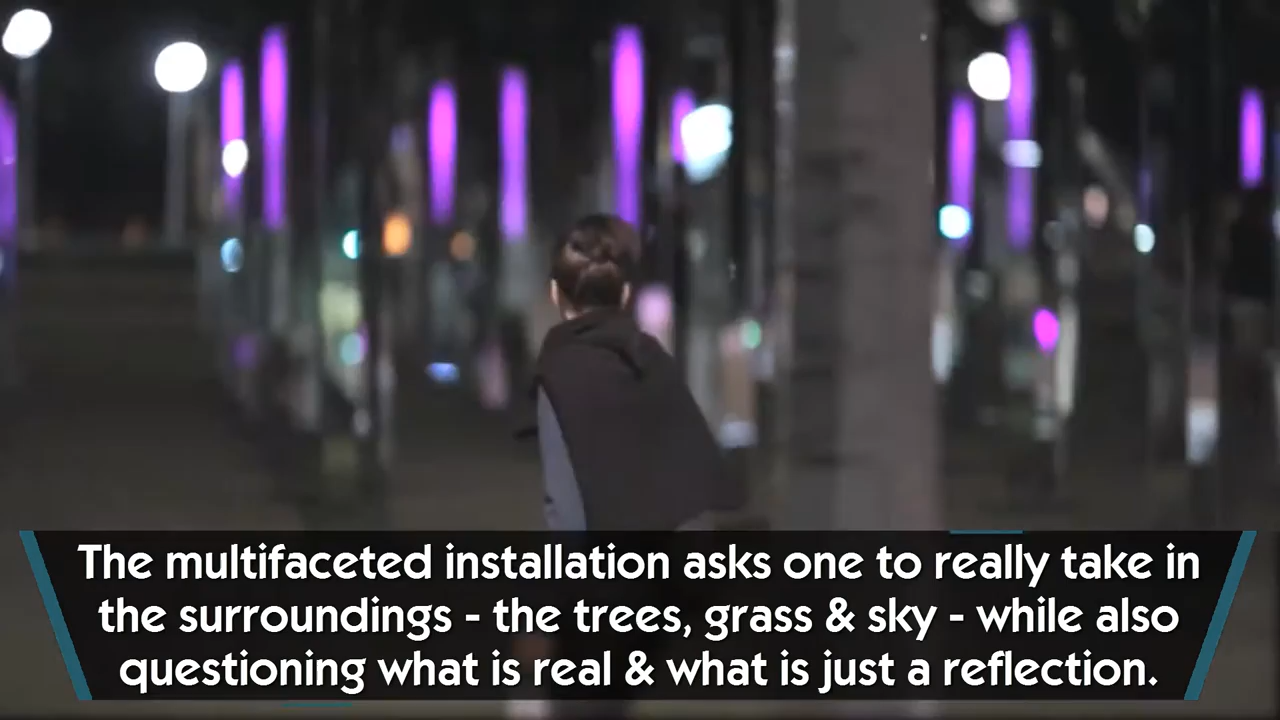 The multifaceted installation asks one to really take in
the surroundings - the trees, grass & sky - while also
questioning what is real & what is just a reflection.